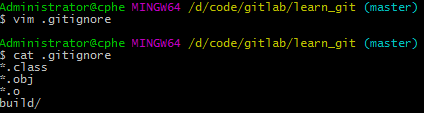 Administrator@cphe MINGW64 /d/code/gitlab/learn_git (master)
$ vim .gitignore
Administrator@cphe MINGW64 /d/code/gitlab/learn_git (master)
$ cat .gitignore
*.class
*.obj
*.o
build/